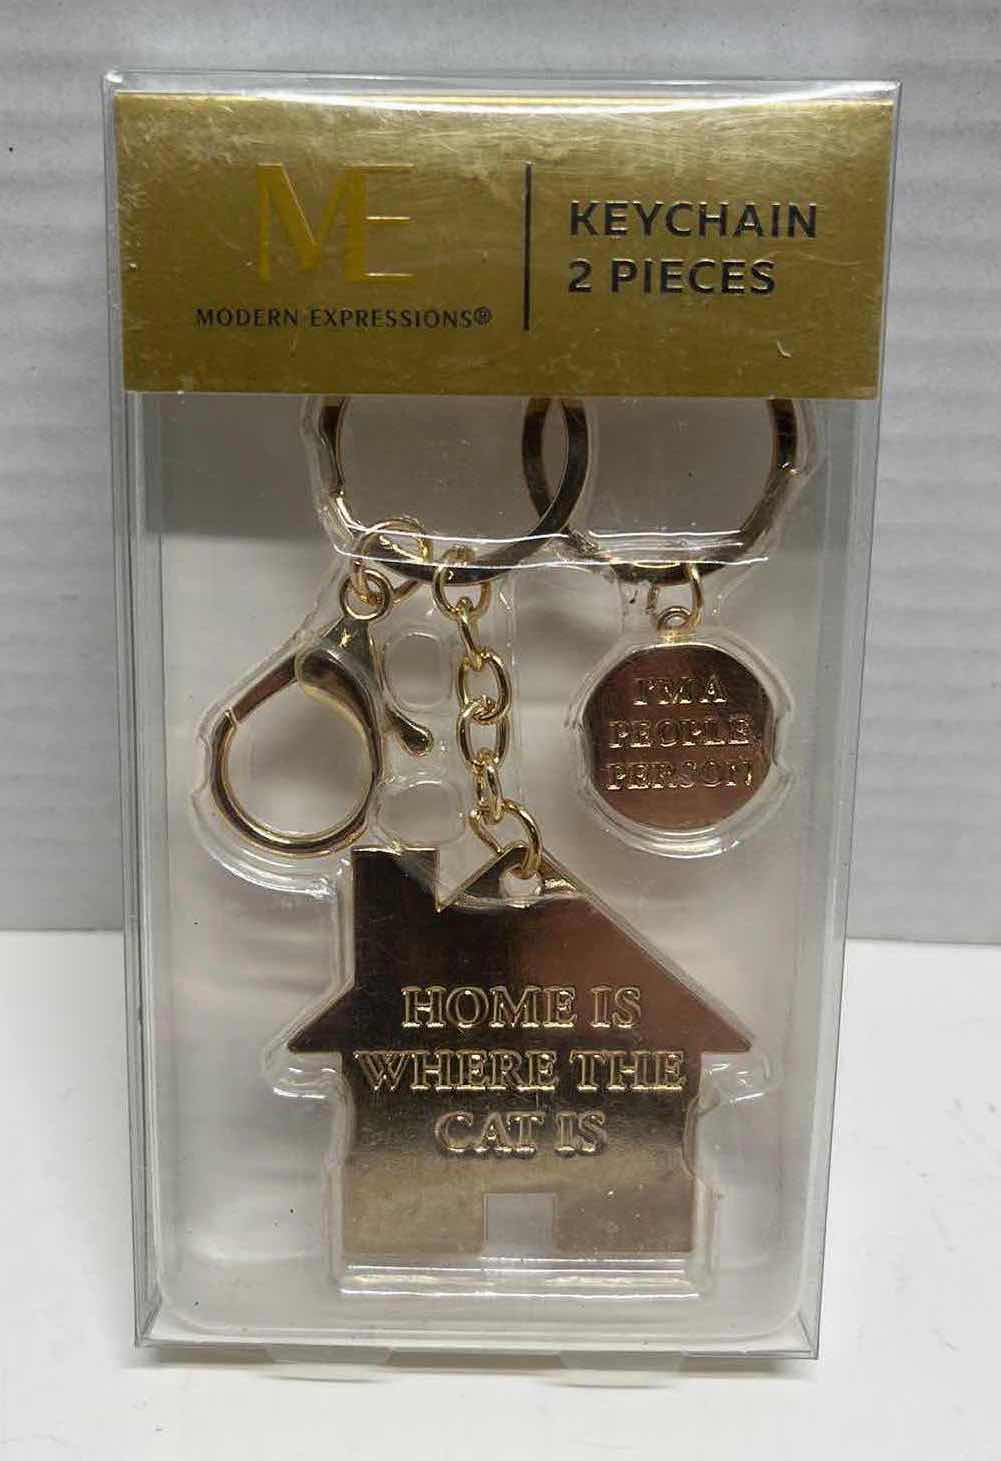 ME
MODERN EXPRESSIONS®
KEYCHAIN
2 PIECES
I'M A
PEOPLE
PERSON
HOME IS
WHERE THE
CAT IS